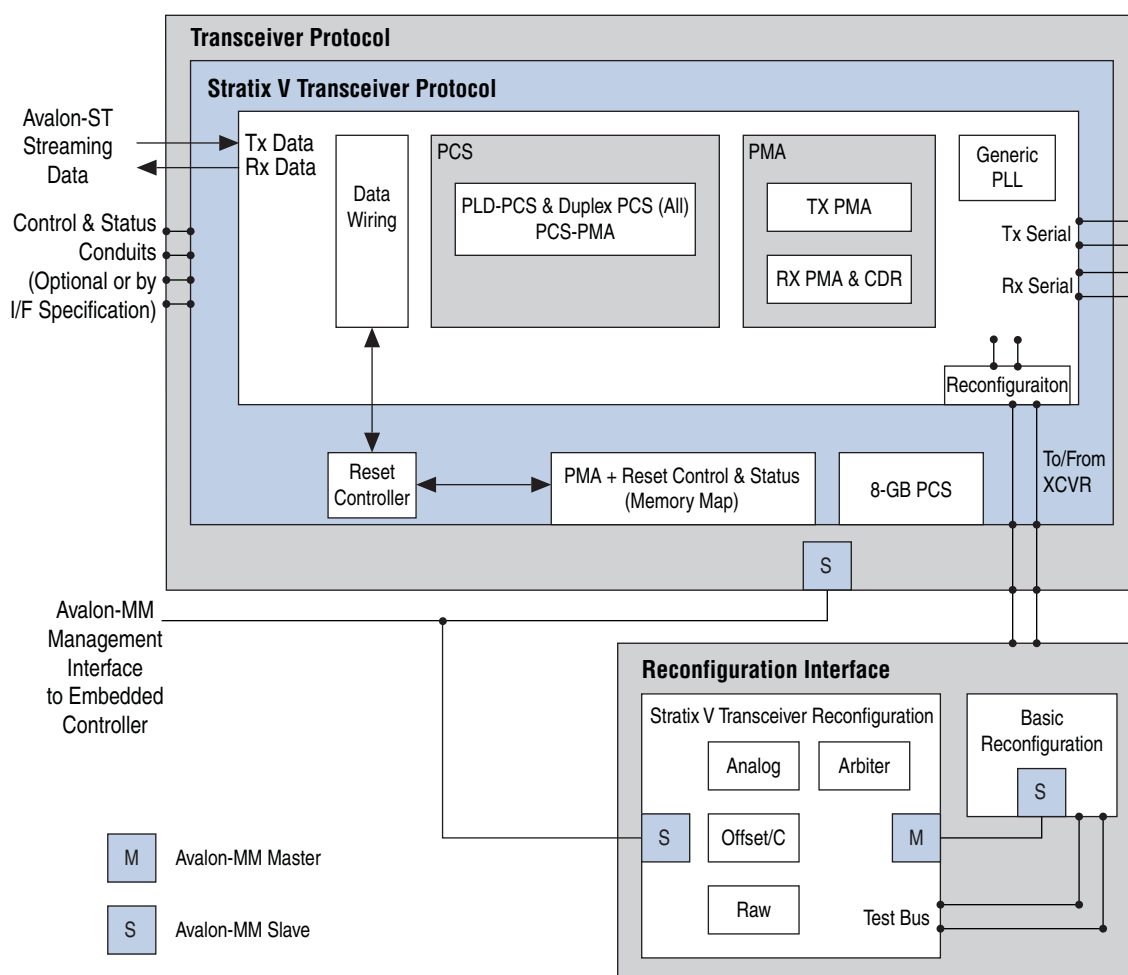 Transceiver Protocol
Stratix V Transceiver Protocol
Avalon-ST
Streaming
Data
Tx Data
Rx Data
Data
Wiring
PCS
PLD-PCS & Duplex PCS (All)
PCS-PMA
PMA
TX PMA
RX PMA & CDR
Generic
PLL
Tx Serial
Rx Serial
Control & Status
Conduits
(Optional or by
I/F Specification)
Reconfiguraiton
Reset
Controller
PMA + Reset Control & Status
(Memory Map)
8-GB PCS
To/From
XCVR
S
Avalon-MM
Management
Interface
to Embedded
Controller
Reconfiguration Interface
Stratix V Transceiver Reconfiguration
Analog
Arbiter
S
Offset/C
M
Raw
Test Bus
Basic
Reconfiguration
S
M
Avalon-MM Master
S
Avalon-MM Slave